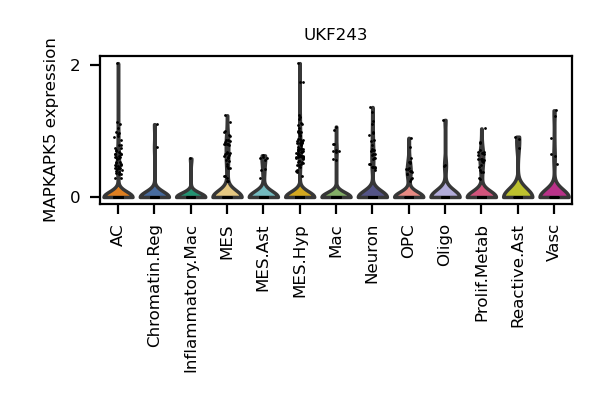 UKF243
MAPKAPK5 expression
2
0
AC
Chromatin.Reg
Inflammatory.Mac
MES
MES.Ast
MES.Hyp
Mac
Neuron
OPC
Oligo
Prolif.Metab
Reactive.Ast
Vasc